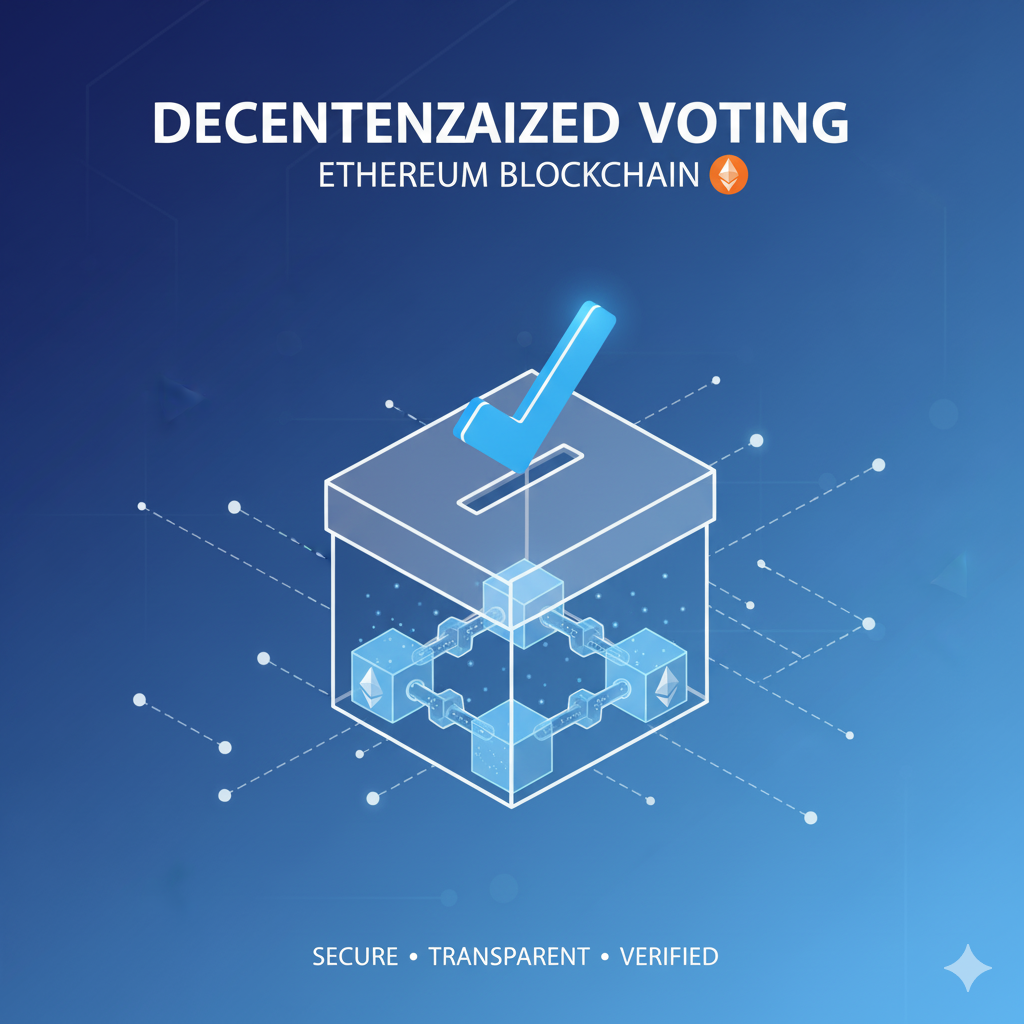 DECENTENZAIZED VOTING
ETHEREUM BLOCKCHAIN
SECURE • TRANSPARENT • VERIFIED